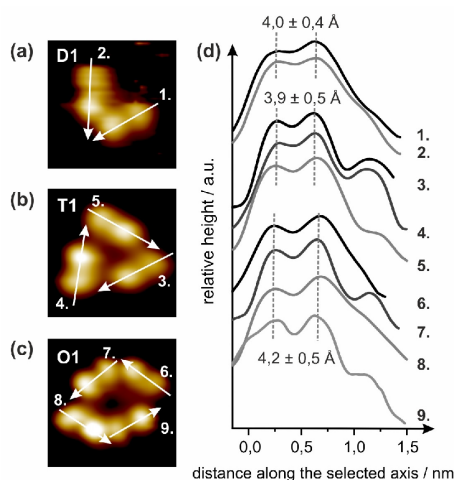 (a)
D1
2.
1.
(b)
T1
5.
4.
3.
(c)
O1
7.
6.
8.
9.
(d)
4,0 ± 0,4 Å
3,9 ± 0,5 Å
4,2 ± 0,5 Å
1.
2.
3.
4.
5.
6.
7.
8.
9.
relative height / a.u.
0,0
0,5
1,0
1,5
distance along the selected axis / nm